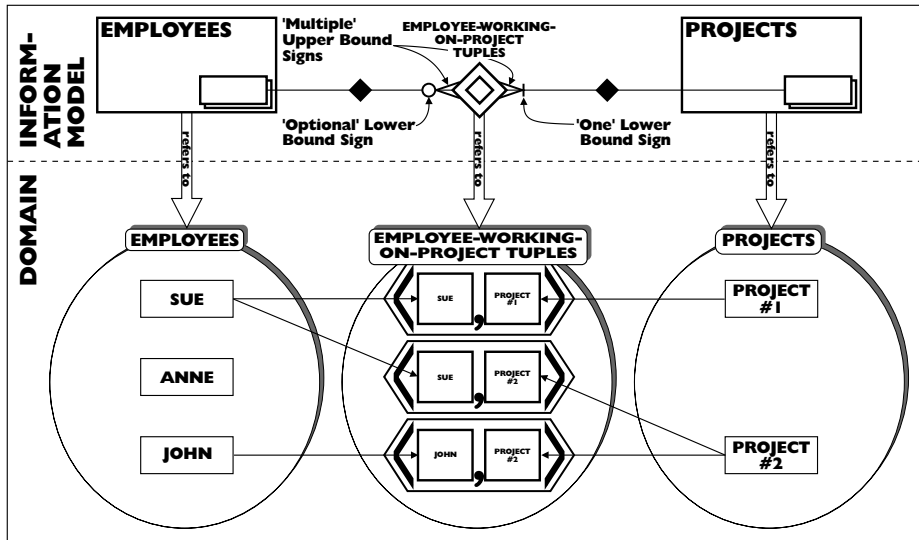 INFORM-
ATION
MODEL
EMPLOYEES
'Multiple'
Upper Bound
Signs
EMPLOYEE-WORKING-
ON-PROJECT
TUPLES
PROJECTS
'Optional' Lower
Bound Sign
'One' Lower
Bound Sign
refers to
refers to
refers to
DOMAIN
EMPLOYEES
EMPLOYEE-WORKING-
ON-PROJECT TUPLES
PROJECTS
SUE
SUE
,
PROJECT
#1
PROJECT
#1
ANNE
SUE
,
PROJECT
#2
JOHN
JOHN
,
PROJECT
#2
PROJECT
#2